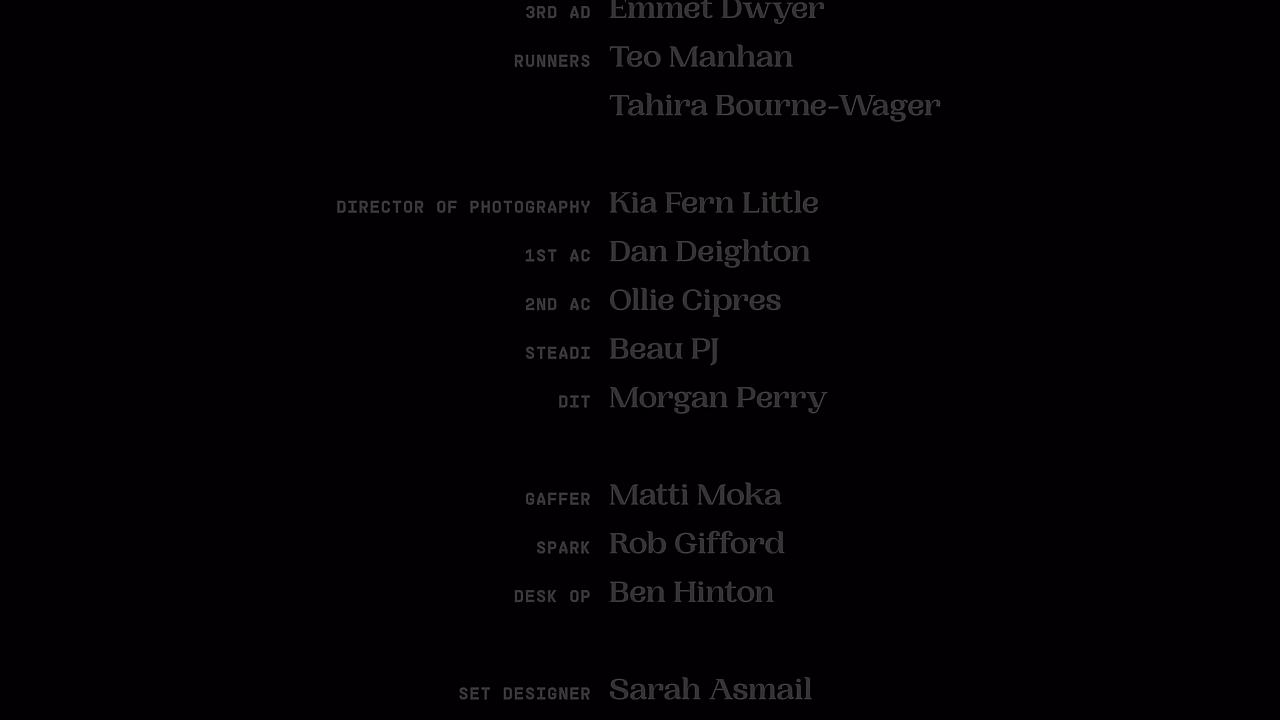 3RD AD Emmet Dwyer
RUNNERS Teo Manhan
Tahira Bourne-Wager
DIRECTOR OF PHOTOGRAPHY Kia Fern Little
1ST AC Dan Deighton
2ND AC Ollie Cipres
STEADI Beau PJ
DIT Morgan Perry
GAFFER Matti Moka
SPARK Rob Gifford
DESK OP Ben Hinton
SET DESIGNER Sarah Asmail